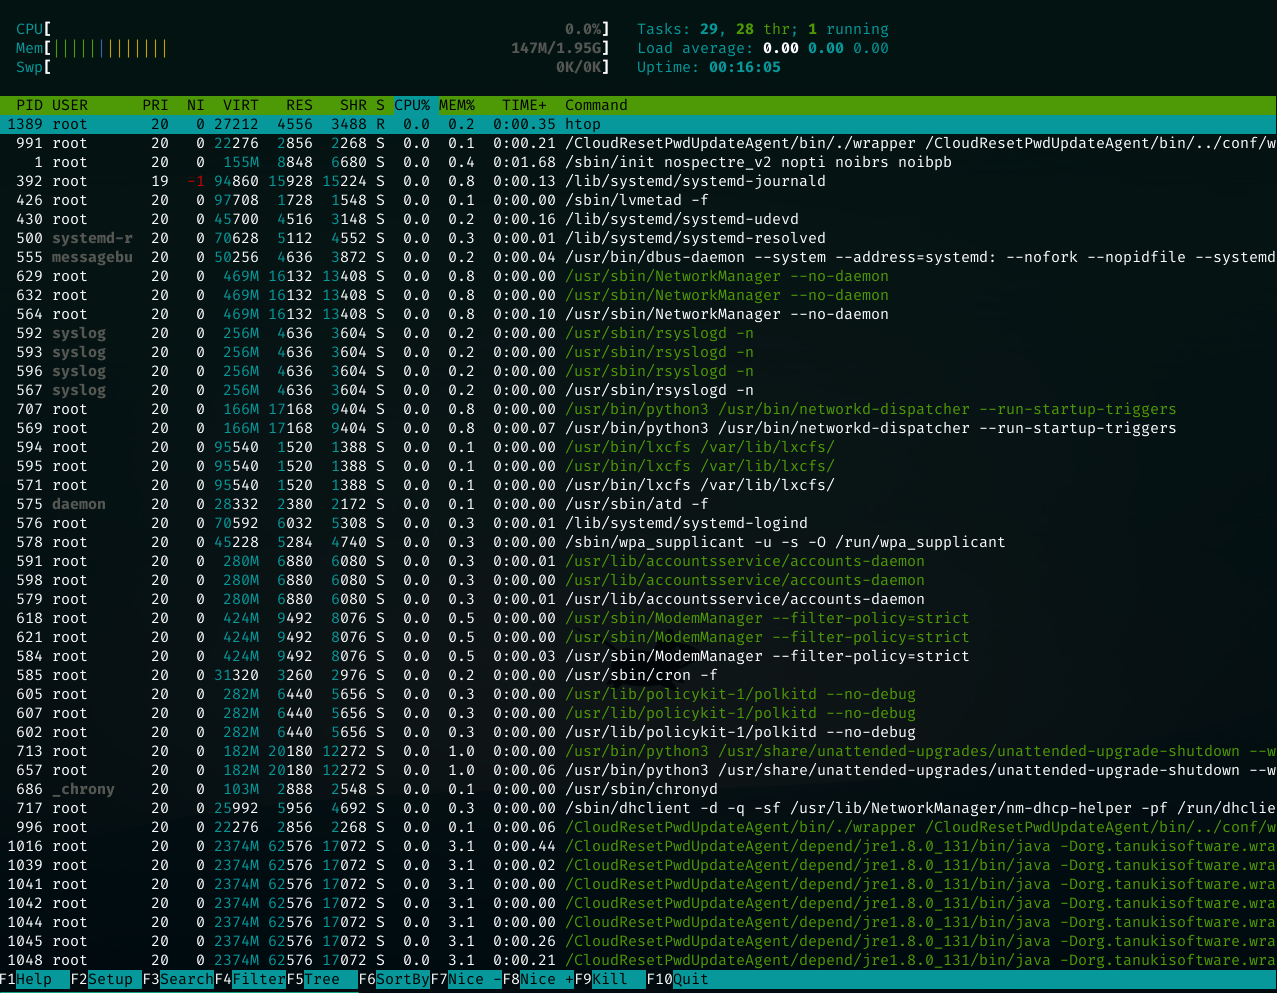 CPU[ 0.0%] Tasks: 29, 28 thr; 1 running
Mem[||||||||||||| 147M/1.95G] Load average: 0.00 0.00 0.00
Swp[ 0K/0K] Uptime: 00:16:05
PID USER PRI NI VIRT RES SHR S CPU% MEM% TIME+ Command
1389 root 20 0 27212 4556 3488 R 0.0 0.2 0:00.35 htop
991 root 20 0 22276 2856 2268 S 0.0 0.1 0:00.21 /CloudResetPwdUpdateAgent/bin/./wrapper /CloudResetPwdUpdateAgent/bin/../conf/w
1 root 20 0 155M 8848 6680 S 0.0 0.4 0:01.68 /sbin/init nospectre_v2 nopti noibrs noibpb
392 root 19 -1 94860 15928 15224 S 0.0 0.8 0:00.13 /lib/systemd/systemd-journald
426 root 20 0 97708 1728 1548 S 0.0 0.1 0:00.00 /sbin/lvmetad -f
430 root 20 0 45700 4516 3148 S 0.0 0.2 0:00.16 /lib/systemd/systemd-udevd
500 systemd-r 20 0 70628 5112 4552 S 0.0 0.3 0:00.01 /lib/systemd/systemd-resolved
555 messagebu 20 0 50256 4636 3872 S 0.0 0.2 0:00.04 /usr/bin/dbus-daemon --system --address=systemd: --nofork --nopidfile --systemd
629 root 20 0 469M 16132 13408 S 0.0 0.8 0:00.00 /usr/sbin/NetworkManager --no-daemon
632 root 20 0 469M 16132 13408 S 0.0 0.8 0:00.00 /usr/sbin/NetworkManager --no-daemon
564 root 20 0 469M 16132 13408 S 0.0 0.8 0:00.10 /usr/sbin/NetworkManager --no-daemon
592 syslog 20 0 256M 4636 3604 S 0.0 0.2 0:00.00 /usr/sbin/rsyslogd -n
593 syslog 20 0 256M 4636 3604 S 0.0 0.2 0:00.00 /usr/sbin/rsyslogd -n
596 syslog 20 0 256M 4636 3604 S 0.0 0.2 0:00.00 /usr/sbin/rsyslogd -n
567 syslog 20 0 256M 4636 3604 S 0.0 0.2 0:00.00 /usr/sbin/rsyslogd -n
707 root 20 0 166M 17168 9404 S 0.0 0.8 0:00.00 /usr/bin/python3 /usr/bin/networkd-dispatcher --run-startup-triggers
569 root 20 0 166M 17168 9404 S 0.0 0.8 0:00.07 /usr/bin/python3 /usr/bin/networkd-dispatcher --run-startup-triggers
594 root 20 0 95540 1520 1388 S 0.0 0.1 0:00.00 /usr/bin/lxcfs /var/lib/lxcfs/
595 root 20 0 95540 1520 1388 S 0.0 0.1 0:00.00 /usr/bin/lxcfs /var/lib/lxcfs/
571 root 20 0 95540 1520 1388 S 0.0 0.1 0:00.00 /usr/bin/lxcfs /var/lib/lxcfs/
575 daemon 20 0 28332 2380 2172 S 0.0 0.1 0:00.00 /usr/sbin/atd -f
576 root 20 0 70592 6032 5308 S 0.0 0.3 0:00.01 /lib/systemd/systemd-logind
578 root 20 0 45228 5284 4740 S 0.0 0.3 0:00.00 /sbin/wpa_supplicant -u -s -O /run/wpa_supplicant
591 root 20 0 280M 6880 6080 S 0.0 0.3 0:00.01 /usr/lib/accountsservice/accounts-daemon
598 root 20 0 280M 6880 6080 S 0.0 0.3 0:00.00 /usr/lib/accountsservice/accounts-daemon
579 root 20 0 280M 6880 6080 S 0.0 0.3 0:00.01 /usr/lib/accountsservice/accounts-daemon
618 root 20 0 424M 9492 8076 S 0.0 0.5 0:00.00 /usr/sbin/ModemManager --filter-policy=strict
621 root 20 0 424M 9492 8076 S 0.0 0.5 0:00.00 /usr/sbin/ModemManager --filter-policy=strict
584 root 20 0 424M 9492 8076 S 0.0 0.5 0:00.03 /usr/sbin/ModemManager --filter-policy=strict
585 root 20 0 31320 3260 2976 S 0.0 0.2 0:00.00 /usr/sbin/cron -f
605 root 20 0 282M 6440 5656 S 0.0 0.3 0:00.00 /usr/lib/policykit-1/polkitd --no-debug
607 root 20 0 282M 6440 5656 S 0.0 0.3 0:00.00 /usr/lib/policykit-1/polkitd --no-debug
602 root 20 0 282M 6440 5656 S 0.0 0.3 0:00.00 /usr/lib/policykit-1/polkitd --no-debug
713 root 20 0 182M 20180 12272 S 0.0 1.0 0:00.00 /usr/bin/python3 /usr/share/unattended-upgrades/unattended-upgrade-shutdown --w
657 root 20 0 182M 20180 12272 S 0.0 1.0 0:00.06 /usr/bin/python3 /usr/share/unattended-upgrades/unattended-upgrade-shutdown --w
686 _chrony 20 0 103M 2888 2548 S 0.0 0.1 0:00.00 /usr/sbin/chronyd
717 root 20 0 25992 5956 4692 S 0.0 0.3 0:00.00 /sbin/dhclient -d -q -sf /usr/lib/NetworkManager/nm-dhcp-helper -pf /run/dhclie
996 root 20 0 22276 2856 2268 S 0.0 0.1 0:00.06 /CloudResetPwdUpdateAgent/bin/./wrapper /CloudResetPwdUpdateAgent/bin/../conf/w
1016 root 20 0 2374M 62576 17072 S 0.0 3.1 0:00.44 /CloudResetPwdUpdateAgent/depend/jre1.8.0_131/bin/java -Dorg.tanukisoftware.wra
1039 root 20 0 2374M 62576 17072 S 0.0 3.1 0:00.02 /CloudResetPwdUpdateAgent/depend/jre1.8.0_131/bin/java -Dorg.tanukisoftware.wra
1041 root 20 0 2374M 62576 17072 S 0.0 3.1 0:00.00 /CloudResetPwdUpdateAgent/depend/jre1.8.0_131/bin/java -Dorg.tanukisoftware.wra
1042 root 20 0 2374M 62576 17072 S 0.0 3.1 0:00.00 /CloudResetPwdUpdateAgent/depend/jre1.8.0_131/bin/java -Dorg.tanukisoftware.wra
1044 root 20 0 2374M 62576 17072 S 0.0 3.1 0:00.00 /CloudResetPwdUpdateAgent/depend/jre1.8.0_131/bin/java -Dorg.tanukisoftware.wra
1045 root 20 0 2374M 62576 17072 S 0.0 3.1 0:00.26 /CloudResetPwdUpdateAgent/depend/jre1.8.0_131/bin/java -Dorg.tanukisoftware.wra
1048 root 20 0 2374M 62576 17072 S 0.0 3.1 0:00.21 /CloudResetPwdUpdateAgent/depend/jre1.8.0_131/bin/java -Dorg.tanukisoftware.wra
F1Help F2Setup F3SearchF4FilterF5Tree F6SortByF7Nice -F8Nice +F9Kill F10Quit